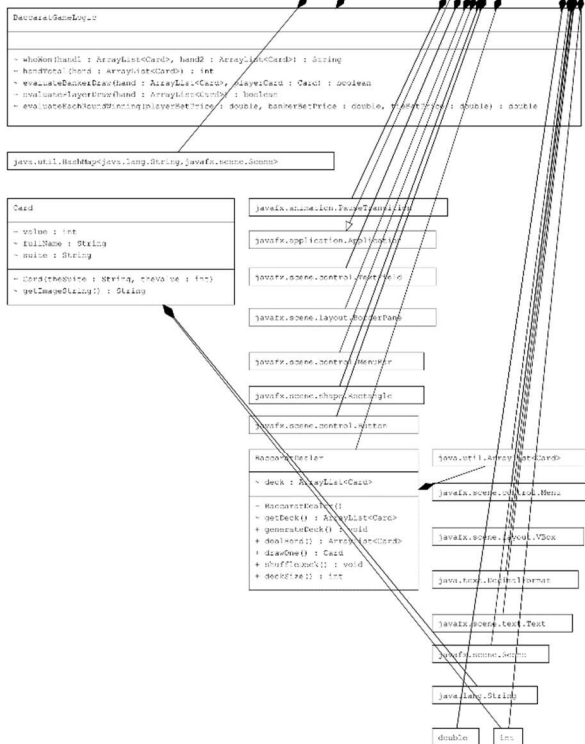 BaccaratGameLogic
~ whoWon(hand1 : ArrayList<Card>, hand2 : ArrayList<Card>) : String
~ handTotal(hand : ArrayList<Card>) : int
~ evaluateBankerDraw(hand : ArrayList<Card>, playerCard : Card) : boolean
~ evaluatePlayerDraw(hand : ArrayList<Card>) : boolean
~ evaluateEachRoundWinning(playerBetPrice : double, bankerBetPrice : double, tieBetPrice : double) : double
java.util.HashMap<java.lang.String,javafx.scene.Scene>
Card
~ value : int
~ fullName : String
~ suite : String
~ Card(theSuite : String, theValue : int)
~ getImageString() : String
javafx.animation.PauseTransition
javafx.application.Application
javafx.scene.control.TextField
javafx.scene.layout.BorderPane
javafx.scene.control.MenuBar
javafx.scene.shape.Rectangle
javafx.scene.control.Button
BaccaratDealer
~ deck : ArrayList<Card>
~ BaccaratDealer()
~ getDeck() : ArrayList<Card>
+ generateDeck() : void
+ dealHand() : ArrayList<Card>
+ drawOne() : Card
+ shuffleDeck() : void
+ deckSize() : int
java.util.ArrayList<Card>
javafx.scene.control.Menu
javafx.scene.layout.VBox
java.text.DecimalFormat
javafx.scene.text.Text
javafx.scene.Scene
java.lang.String
double
int